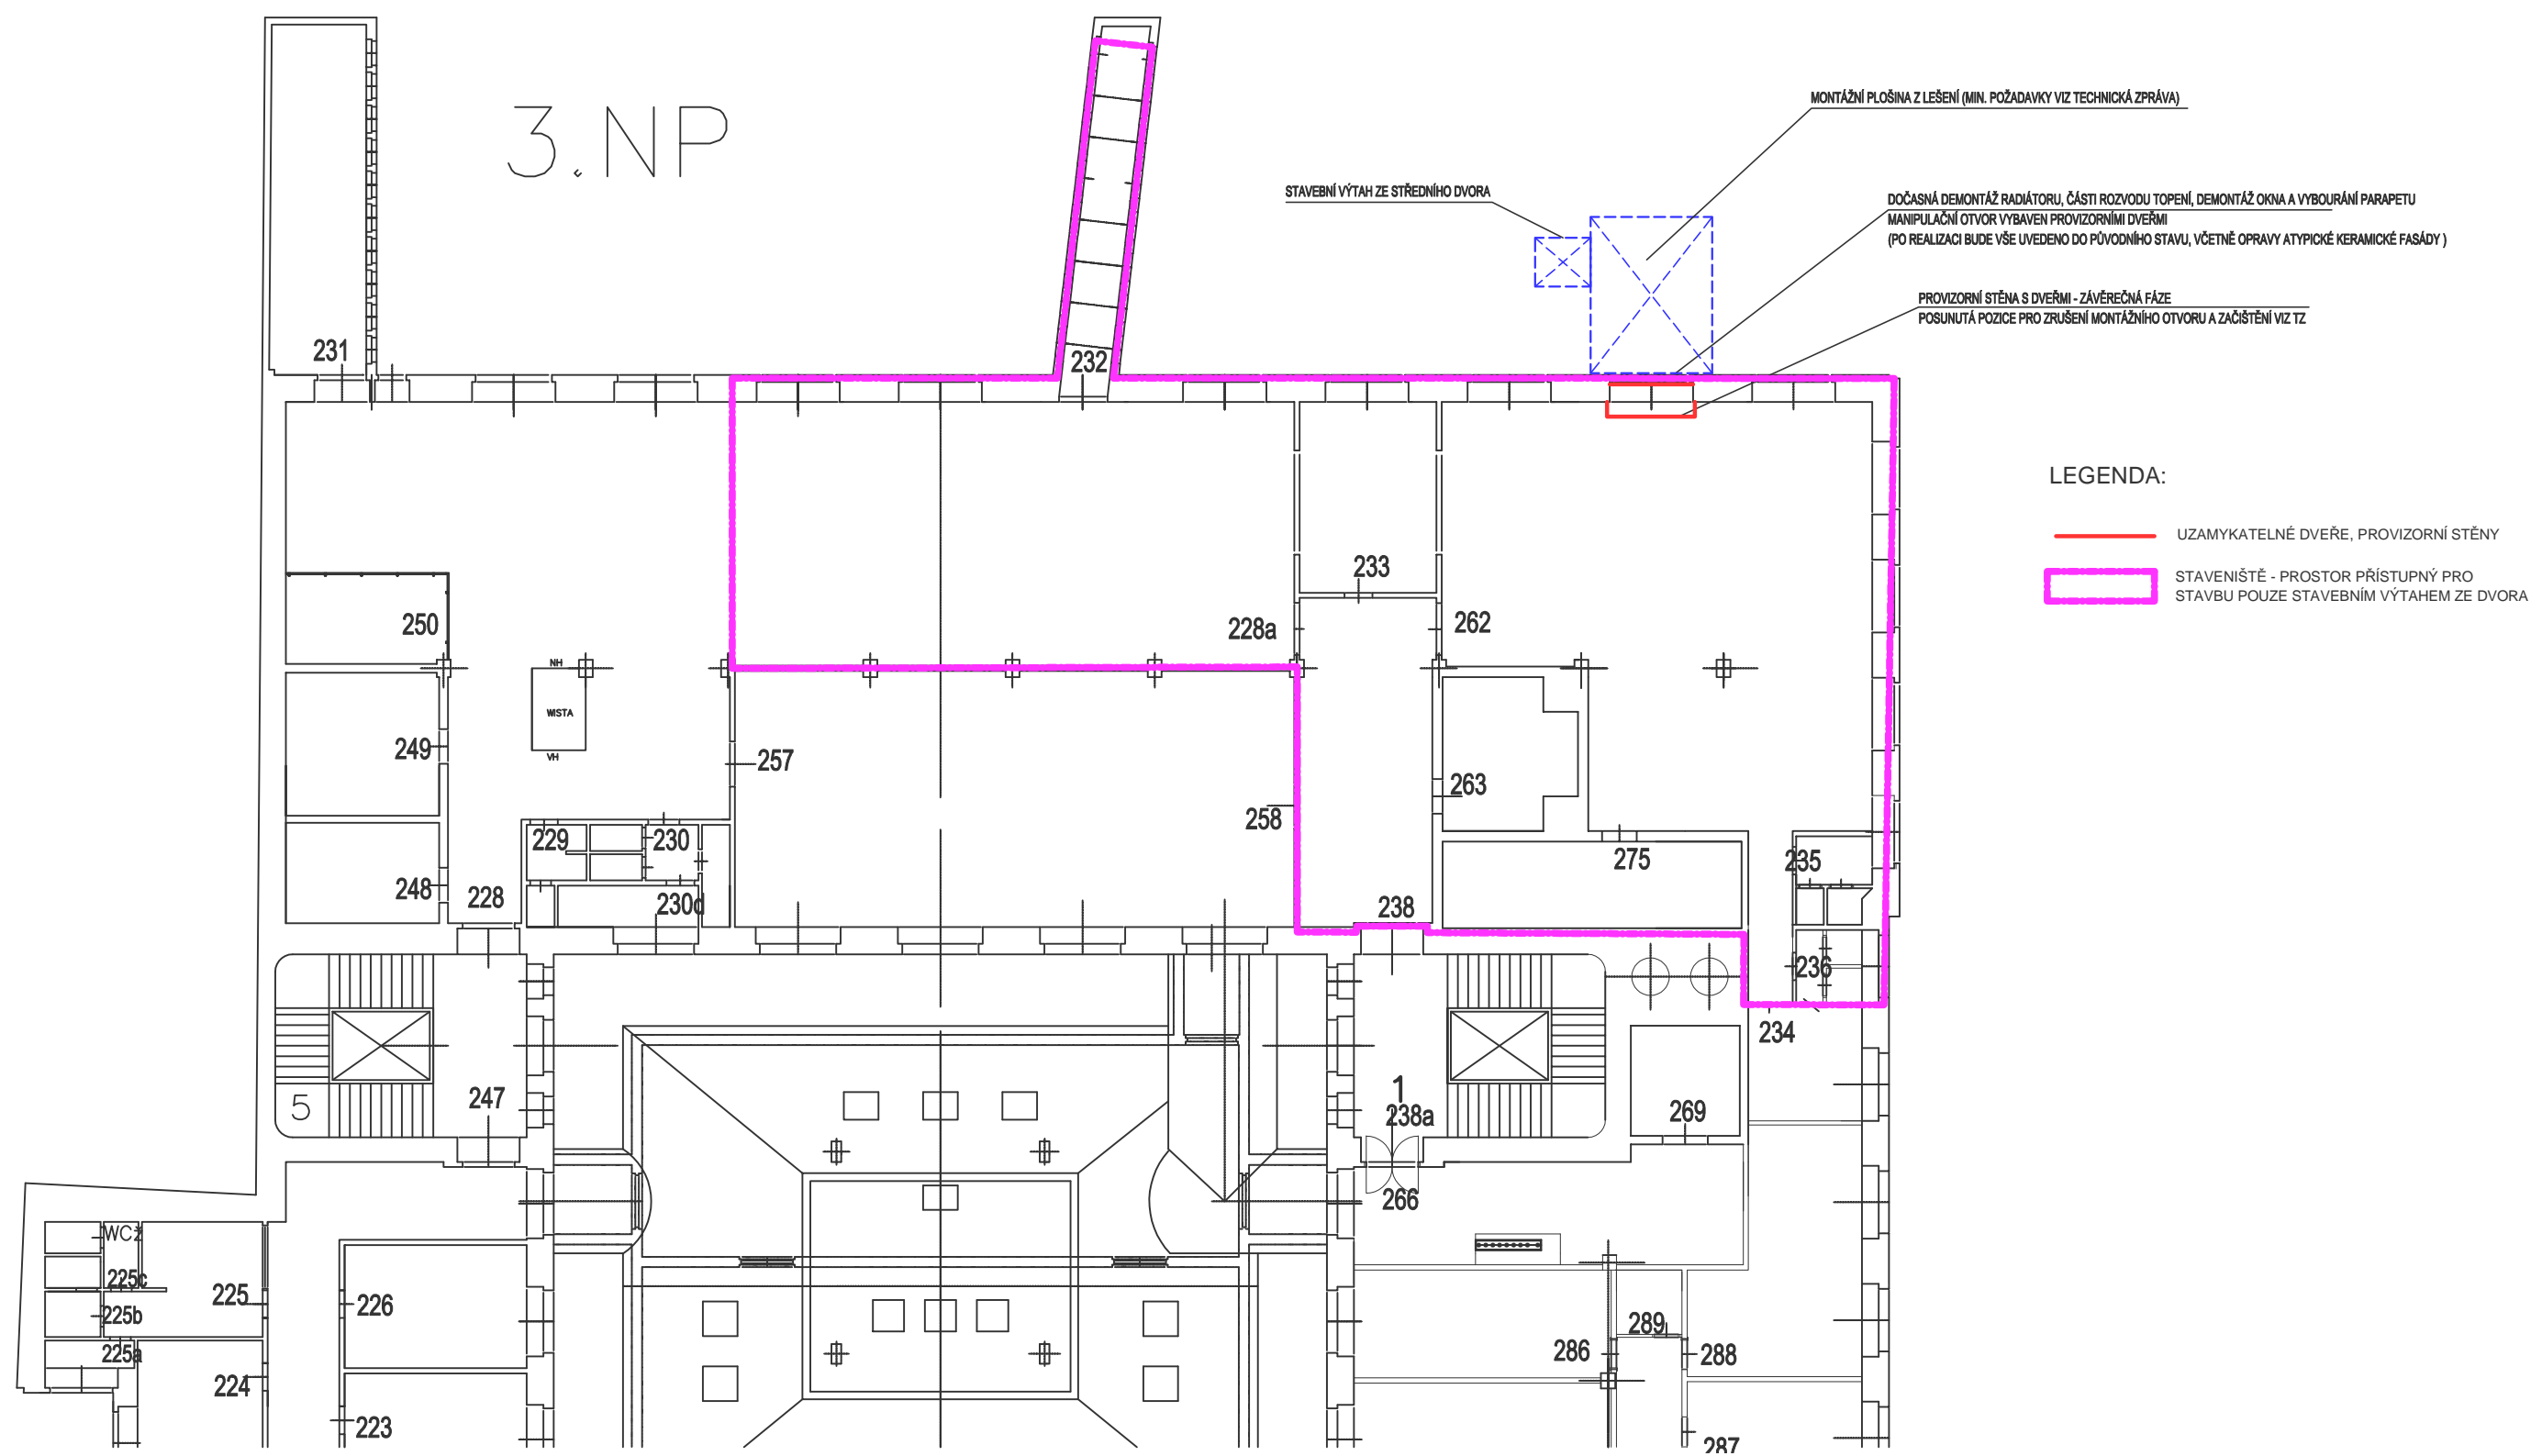 3.NP
MONTÁŽNÍ PLOŠINA Z LEŠENÍ (MIN. POŽADAVKY VIZ TECHNICKÁ ZPRÁVA)
STAVEBNÍ VÝTAH ZE STŘEDNÍHO DVORA
DOČASNÁ DEMONTÁŽ RADIÁTORU, ČÁSTI ROZVODU TOPENÍ, DEMONTÁŽ OKNA A VYBOURÁNÍ PARAPETU
MANIPULAČNÍ OTVOR VYBAVEN PROVIZORNÍMI DVEŘMI
(PO REALIZACI BUDE VŠE UVEDENO DO PŮVODNÍHO STAVU, VČETNĚ OPRAVY ATYPICKÉ KERAMICKÉ FASÁDY )
PROVIZORNÍ STĚNA S DVEŘMI - ZÁVĚREČNÁ FÁZE
POSUNUTÁ POZICE PRO ZRUŠENÍ MONTÁŽNÍHO OTVORU A ZAČIŠTĚNÍ VIZ TZ
231
232
LEGENDA:
UZAMYKATELNÉ DVEŘE, PROVIZORNÍ STĚNY
STAVENIŠTĚ - PROSTOR PŘÍSTUPNÝ PRO
STAVBU POUZE STAVEBNÍM VÝTAHEM ZE DVORA
233
250
228a
262
NH
WISTA
VH
249
257
263
258
229
230
275
235
248
228
230d
238
236
234
247
5
1
238a
269
266
WCž
225c
225
225b
226
225a
224
223
289
286
288
287